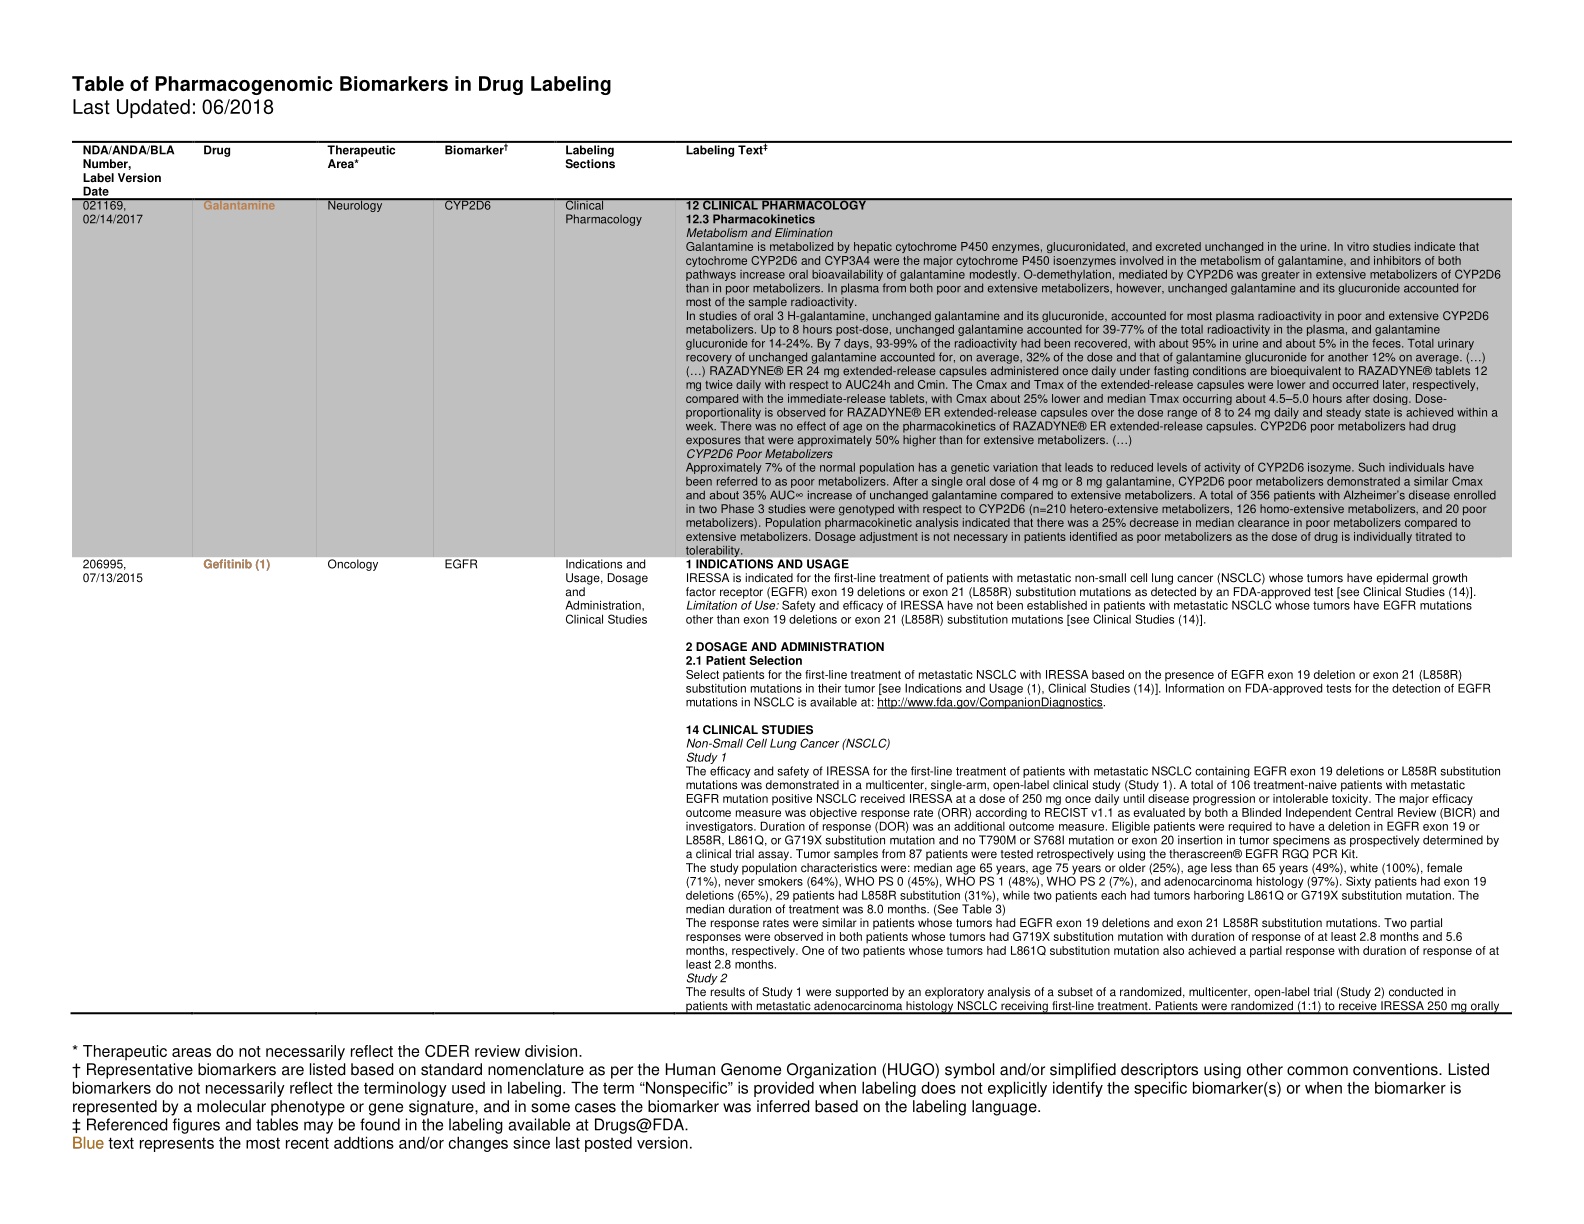 Table of Pharmacogenomic Biomarkers in Drug Labeling
Last Updated: 06/2018
NDA/ANDA/BLA
Number,
Label Version
Date
Drug
Therapeutic
Area*
Biomarker†
Labeling
Sections
Labeling Text‡
021169,
02/14/2017
Galantamine
Neurology
CYP2D6
Clinical
Pharmacology
12 CLINICAL PHARMACOLOGY
12.3 Pharmacokinetics
Metabolism and Elimination
Galantamine is metabolized by hepatic cytochrome P450 enzymes, glucuronidated, and excreted unchanged in the urine. In vitro studies indicate that
cytochrome CYP2D6 and CYP3A4 were the major cytochrome P450 isoenzymes involved in the metabolism of galantamine, and inhibitors of both
pathways increase oral bioavailability of galantamine modestly. O-demethylation, mediated by CYP2D6 was greater in extensive metabolizers of CYP2D6
than in poor metabolizers. In plasma from both poor and extensive metabolizers, however, unchanged galantamine and its glucuronide accounted for
most of the sample radioactivity.
In studies of oral 3 H-galantamine, unchanged galantamine and its glucuronide, accounted for most plasma radioactivity in poor and extensive CYP2D6
metabolizers. Up to 8 hours post-dose, unchanged galantamine accounted for 39-77% of the total radioactivity in the plasma, and galantamine
glucuronide for 14-24%. By 7 days, 93-99% of the radioactivity had been recovered, with about 95% in urine and about 5% in the feces. Total urinary
recovery of unchanged galantamine accounted for, on average, 32% of the dose and that of galantamine glucuronide for another 12% on average. (…)
(…) RAZADYNE® ER 24 mg extended-release capsules administered once daily under fasting conditions are bioequivalent to RAZADYNE® tablets 12
mg twice daily with respect to AUC24h and Cmin. The Cmax and Tmax of the extended-release capsules were lower and occurred later, respectively,
compared with the immediate-release tablets, with Cmax about 25% lower and median Tmax occurring about 4.5–5.0 hours after dosing. Dose-
proportionality is observed for RAZADYNE® ER extended-release capsules over the dose range of 8 to 24 mg daily and steady state is achieved within a
week. There was no effect of age on the pharmacokinetics of RAZADYNE® ER extended-release capsules. CYP2D6 poor metabolizers had drug
exposures that were approximately 50% higher than for extensive metabolizers. (…)
CYP2D6 Poor Metabolizers
Approximately 7% of the normal population has a genetic variation that leads to reduced levels of activity of CYP2D6 isozyme. Such individuals have
been referred to as poor metabolizers. After a single oral dose of 4 mg or 8 mg galantamine, CYP2D6 poor metabolizers demonstrated a similar Cmax
and about 35% AUC∞ increase of unchanged galantamine compared to extensive metabolizers. A total of 356 patients with Alzheimer's disease enrolled
in two Phase 3 studies were genotyped with respect to CYP2D6 (n=210 hetero-extensive metabolizers, 126 homo-extensive metabolizers, and 20 poor
metabolizers). Population pharmacokinetic analysis indicated that there was a 25% decrease in median clearance in poor metabolizers compared to
extensive metabolizers. Dosage adjustment is not necessary in patients identified as poor metabolizers as the dose of drug is individually titrated to
tolerability.
206995,
07/13/2015
Gefitinib (1)
Oncology
EGFR
Indications and
Usage, Dosage
and
Administration,
Clinical Studies
1 INDICATIONS AND USAGE
IRESSA is indicated for the first-line treatment of patients with metastatic non-small cell lung cancer (NSCLC) whose tumors have epidermal growth
factor receptor (EGFR) exon 19 deletions or exon 21 (L858R) substitution mutations as detected by an FDA-approved test [see Clinical Studies (14)].
Limitation of Use: Safety and efficacy of IRESSA have not been established in patients with metastatic NSCLC whose tumors have EGFR mutations
other than exon 19 deletions or exon 21 (L858R) substitution mutations [see Clinical Studies (14)].
2 DOSAGE AND ADMINISTRATION
2.1 Patient Selection
Select patients for the first-line treatment of metastatic NSCLC with IRESSA based on the presence of EGFR exon 19 deletion or exon 21 (L858R)
substitution mutations in their tumor [see Indications and Usage (1), Clinical Studies (14)]. Information on FDA-approved tests for the detection of EGFR
mutations in NSCLC is available at: http://www.fda.gov/CompanionDiagnostics.
14 CLINICAL STUDIES
Non-Small Cell Lung Cancer (NSCLC)
Study 1
The efficacy and safety of IRESSA for the first-line treatment of patients with metastatic NSCLC containing EGFR exon 19 deletions or L858R substitution
mutations was demonstrated in a multicenter, single-arm, open-label clinical study (Study 1). A total of 106 treatment-naive patients with metastatic
EGFR mutation positive NSCLC received IRESSA at a dose of 250 mg once daily until disease progression or intolerable toxicity. The major efficacy
outcome measure was objective response rate (ORR) according to RECIST v1.1 as evaluated by both a Blinded Independent Central Review (BICR) and
investigators. Duration of response (DOR) was an additional outcome measure. Eligible patients were required to have a deletion in EGFR exon 19 or
L858R, L861Q, or G719X substitution mutation and no T790M or S768I mutation or exon 20 insertion in tumor specimens as prospectively determined by
a clinical trial assay. Tumor samples from 87 patients were tested retrospectively using the therascreen® EGFR RGQ PCR Kit.
The study population characteristics were: median age 65 years, age 75 years or older (25%), age less than 65 years (49%), white (100%), female
(71%), never smokers (64%), WHO PS 0 (45%), WHO PS 1 (48%), WHO PS 2 (7%), and adenocarcinoma histology (97%). Sixty patients had exon 19
deletions (65%), 29 patients had L858R substitution (31%), while two patients each had tumors harboring L861Q or G719X substitution mutation. The
median duration of treatment was 8.0 months. (See Table 3)
The response rates were similar in patients whose tumors had EGFR exon 19 deletions and exon 21 L858R substitution mutations. Two partial
responses were observed in both patients whose tumors had G719X substitution mutation with duration of response of at least 2.8 months and 5.6
months, respectively. One of two patients whose tumors had L861Q substitution mutation also achieved a partial response with duration of response of at
least 2.8 months.
Study 2
The results of Study 1 were supported by an exploratory analysis of a subset of a randomized, multicenter, open-label trial (Study 2) conducted in
patients with metastatic adenocarcinoma histology NSCLC receiving first-line treatment. Patients were randomized (1:1) to receive IRESSA 250 mg orally
* Therapeutic areas do not necessarily reflect the CDER review division.
† Representative biomarkers are listed based on standard nomenclature as per the Human Genome Organization (HUGO) symbol and/or simplified descriptors using other common conventions. Listed
biomarkers do not necessarily reflect the terminology used in labeling. The term “Nonspecific” is provided when labeling does not explicitly identify the specific biomarker(s) or when the biomarker is
represented by a molecular phenotype or gene signature, and in some cases the biomarker was inferred based on the labeling language.
‡ Referenced figures and tables may be found in the labeling available at Drugs@FDA.
Blue text represents the most recent addtions and/or changes since last posted version.